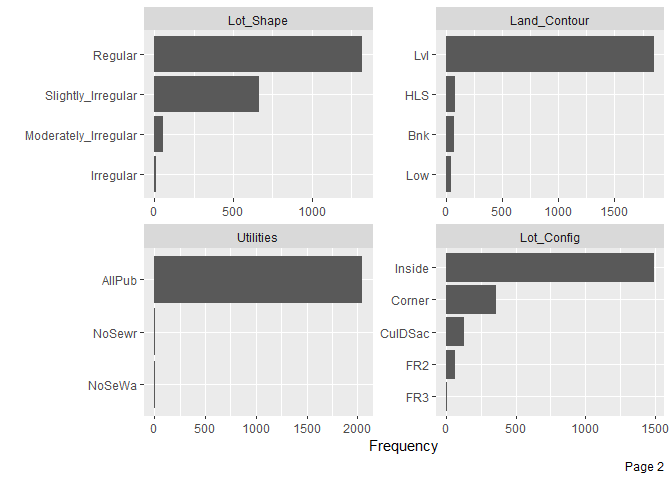 Lot_Shape
Regular
Slightly_Irregular
Moderately_Irregular
Irregular
0 500 1000
Land_Contour
Lvl
HLS
Bnk
Low
0 500 1000 1500
Utilities
AllPub
NoSewr
NoSeWa
0 500 1000 1500 2000
Lot_Config
Inside
Corner
CulDSac
FR2
FR3
0 500 1000 1500
Frequency
Page 2